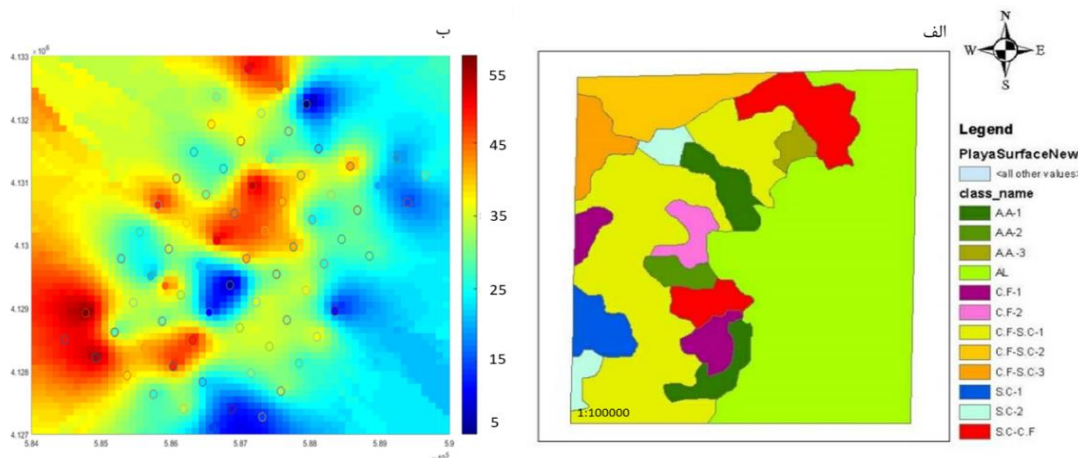 ب
الف
×10⁶
4.133
4.132
4.131
4.13
4.129
4.128
4.127
5.84
5.85
5.86
5.87
5.88
5.89
5.9
55
45
35
25
15
5
1:100000
N
W E
S
Legend
PlayaSurfaceNew
<all other values>
class_name
A.A-1
A.A-2
A.A.-3
AL
C.F-1
C.F-2
C.F-S.C-1
C.F-S.C-2
C.F-S.C-3
S.C-1
S.C-2
S.C-C.F